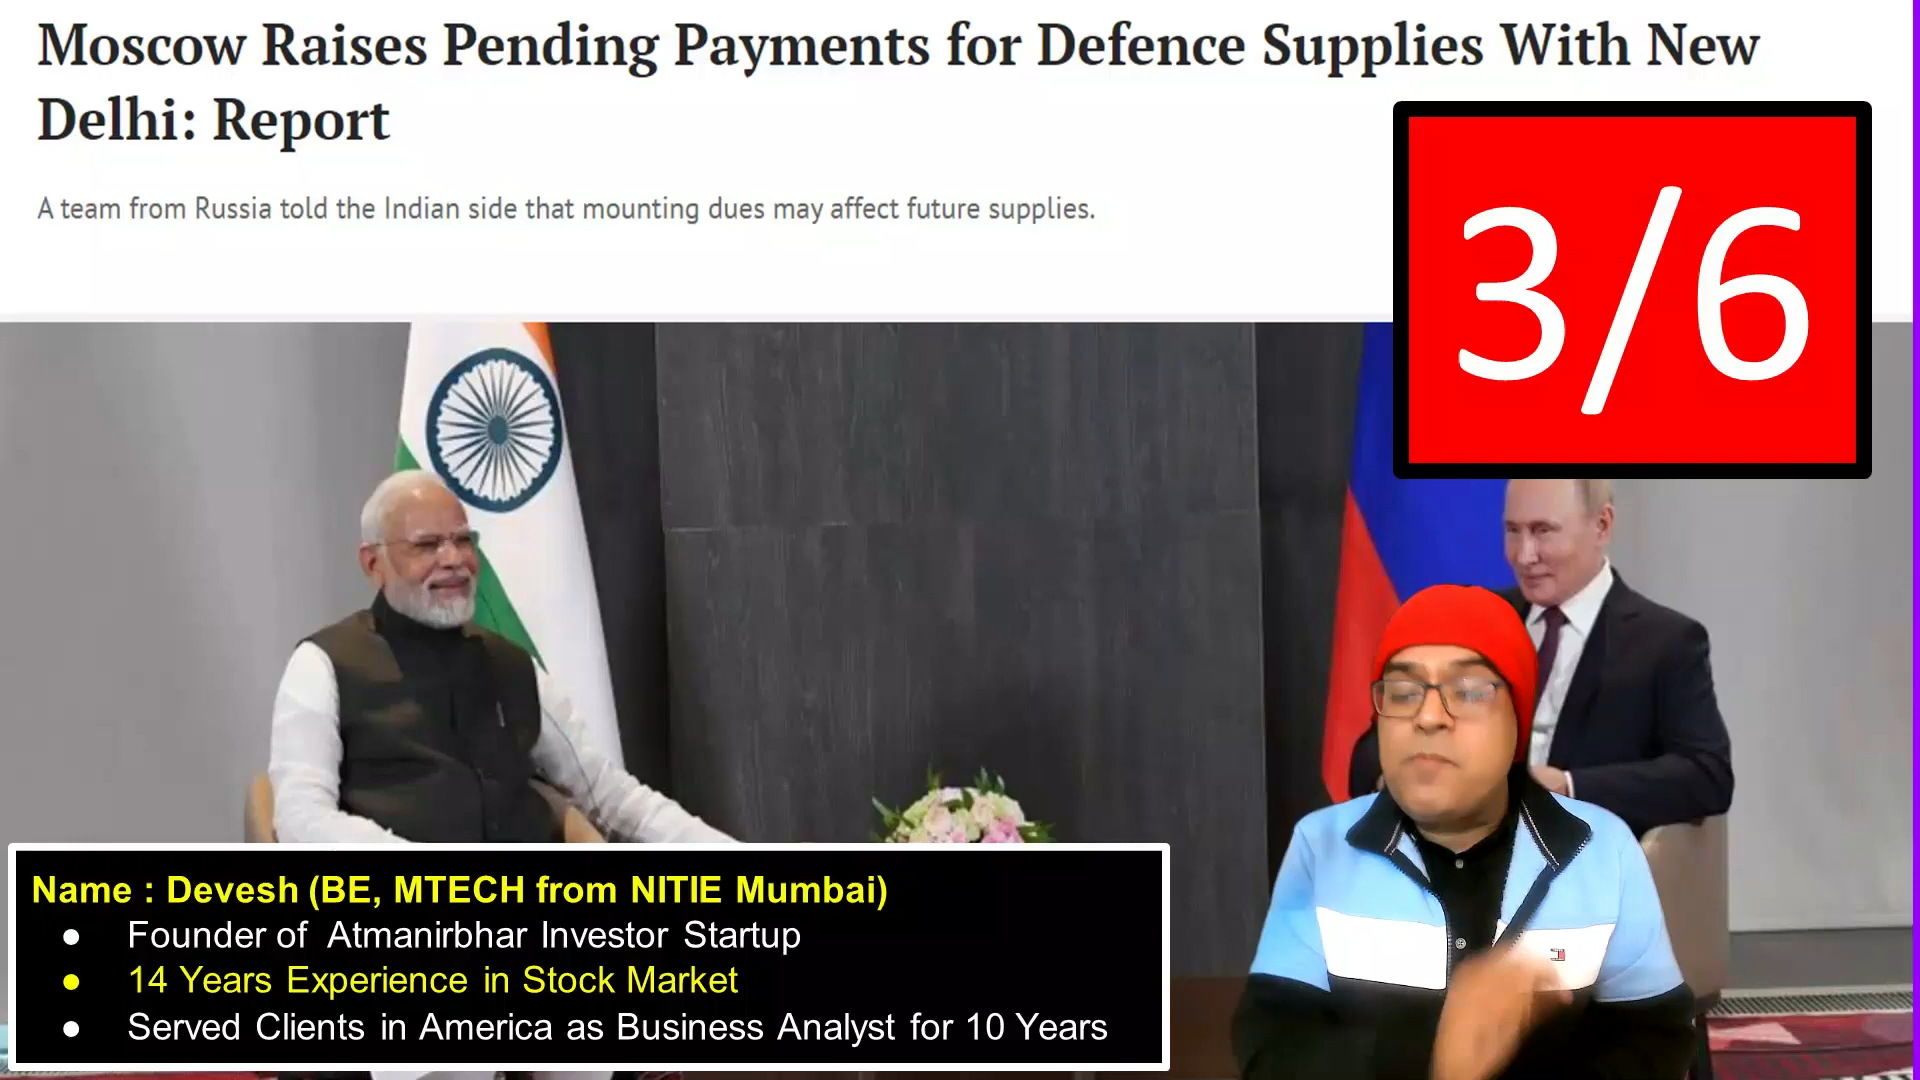 Moscow Raises Pending Payments for Defence Supplies With New
Delhi: Report
A team from Russia told the Indian side that mounting dues may affect future supplies.
3/6
Name : Devesh (BE, MTECH from NITIE Mumbai)
● Founder of Atmanirbhar Investor Startup
● 14 Years Experience in Stock Market
● Served Clients in America as Business Analyst for 10 Years